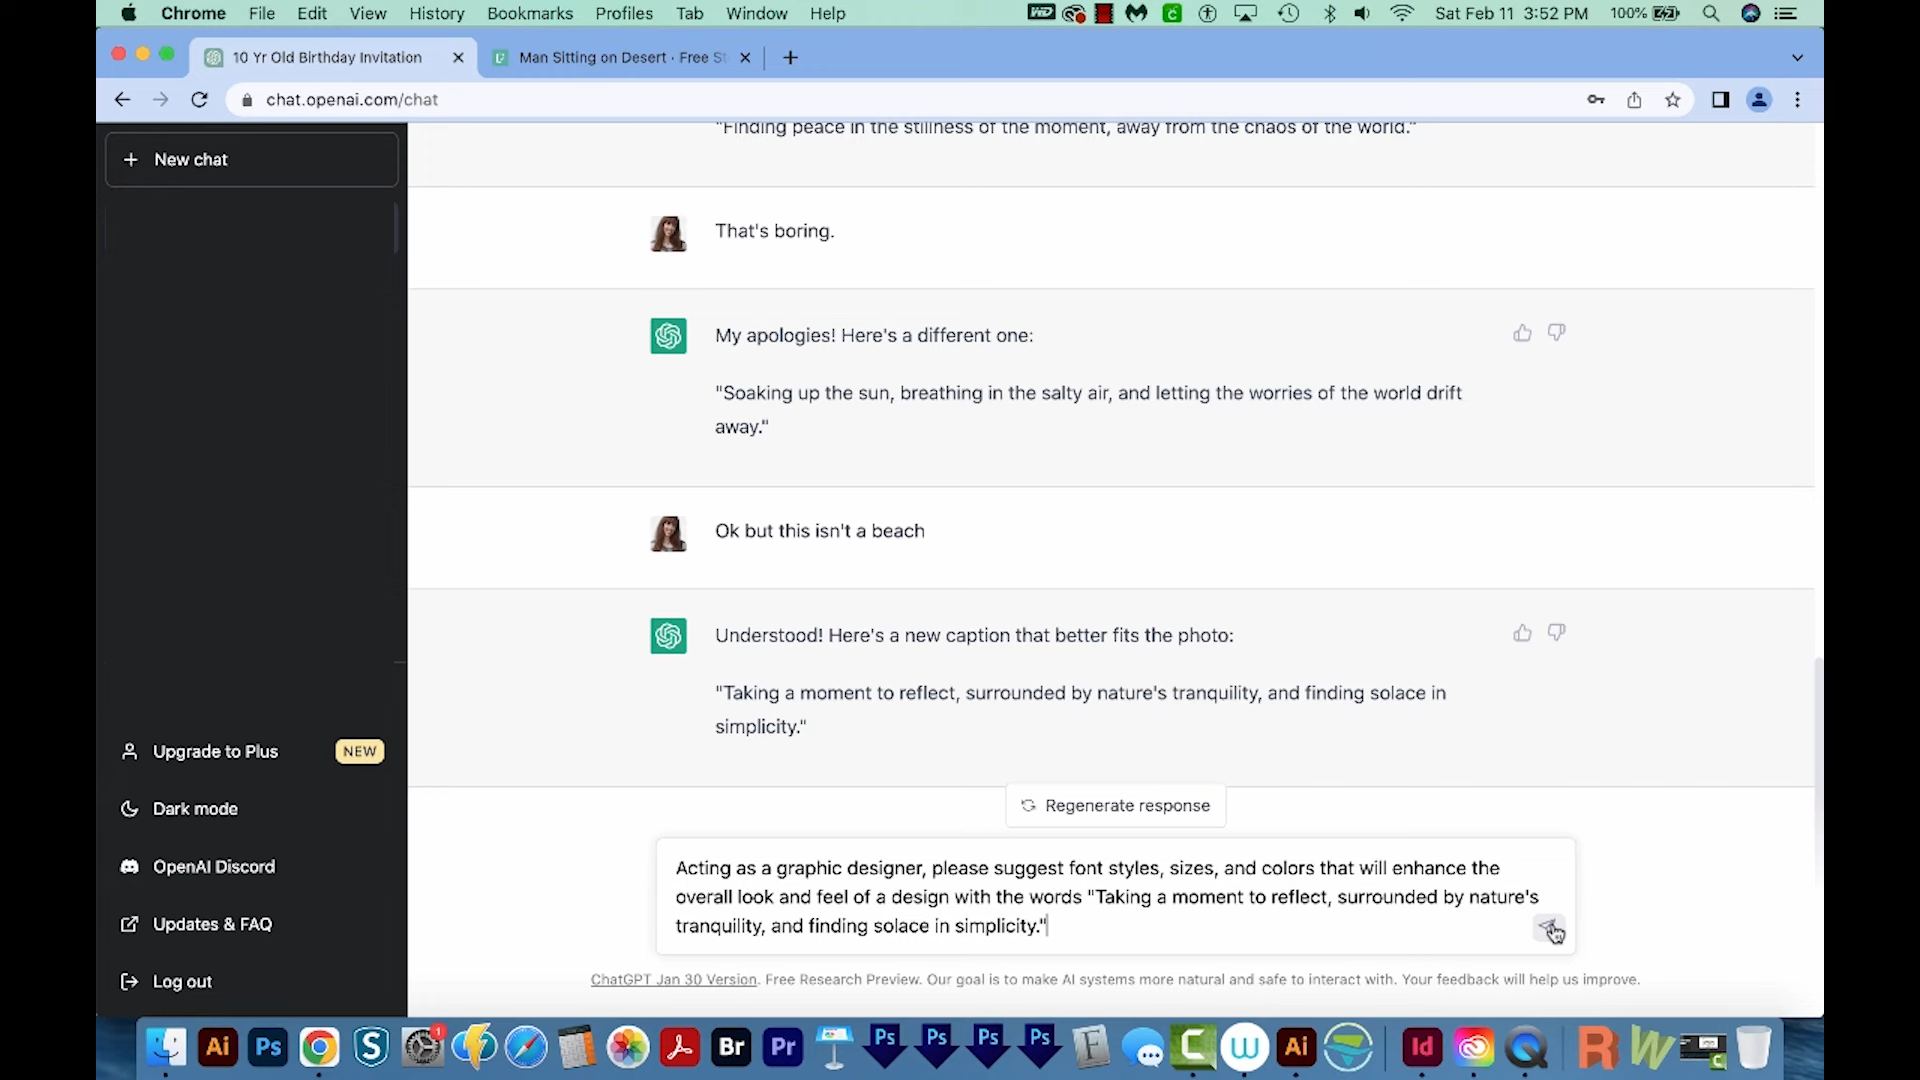 Chrome File Edit View History Bookmarks Profiles Tab Window Help Sat Feb 11 3:52 PM 100%
10 Yr Old Birthday Invitation
Man Sitting on Desert · Free St
chat.openai.com/chat
"Finding peace in the stillness of the moment, away from the chaos of the world."
New chat
That's boring.
My apologies! Here's a different one:
"Soaking up the sun, breathing in the salty air, and letting the worries of the world drift
away."
Ok but this isn't a beach
Understood! Here's a new caption that better fits the photo:
"Taking a moment to reflect, surrounded by nature's tranquility, and finding solace in
simplicity."
Upgrade to Plus NEW
Dark mode
OpenAI Discord
Updates & FAQ
Log out
Regenerate response
Acting as a graphic designer, please suggest font styles, sizes, and colors that will enhance the
overall look and feel of a design with the words "Taking a moment to reflect, surrounded by nature's
tranquility, and finding solace in simplicity."
ChatGPT Jan 30 Version. Free Research Preview. Our goal is to make AI systems more natural and safe to interact with. Your feedback will help us improve.
Ai Ps S 1 Br Pr Ps Ps Ps Ps F C W Ai Id R W